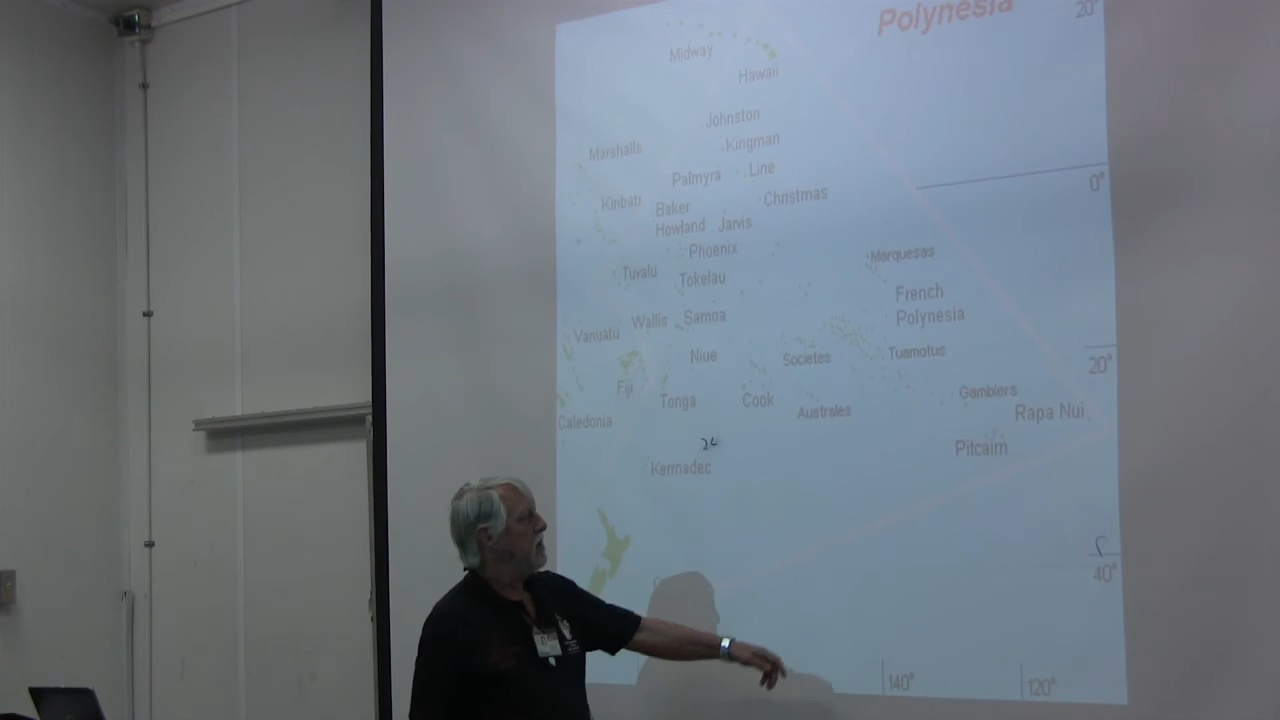 Polynesia
20°
Midway
Hawaii
Johnston
Kingman
Marshalls
Line
Palmyra
Christmas
0°
Kiribati
Baker
Howland
Jarvis
Phoenix
Marquesas
Tuvalu
Tokelau
French
Polynesia
Wallis
Samoa
Vanuatu
Niue
Societes
Tuamotus
20°
Fiji
Tonga
Cook
Australes
Gambiers
Rapa Nui
Caledonia
Pitcairn
Kermadec
40°
140°
120°